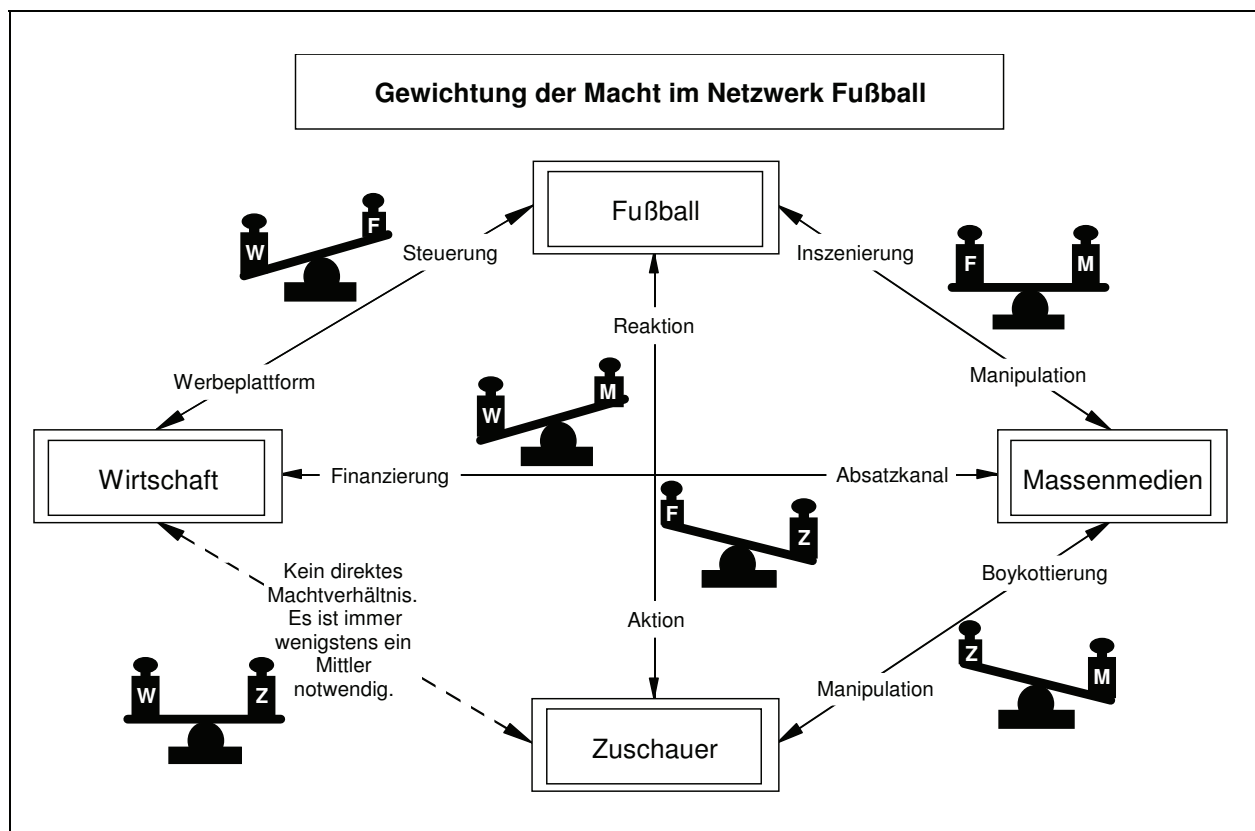 Gewichtung der Macht im Netzwerk Fußball
Fußball
W
F
Steuerung
Inszenierung
F
M
Reaktion
Werbeplattform
W
M
Manipulation
Wirtschaft
Finanzierung
Absatzkanal
Massenmedien
F
Z
Kein direktes
Machtverhältnis.
Es ist immer
wenigstens ein
Mittler
notwendig.
Boykottierung
Aktion
W
Z
Z
M
Manipulation
Zuschauer